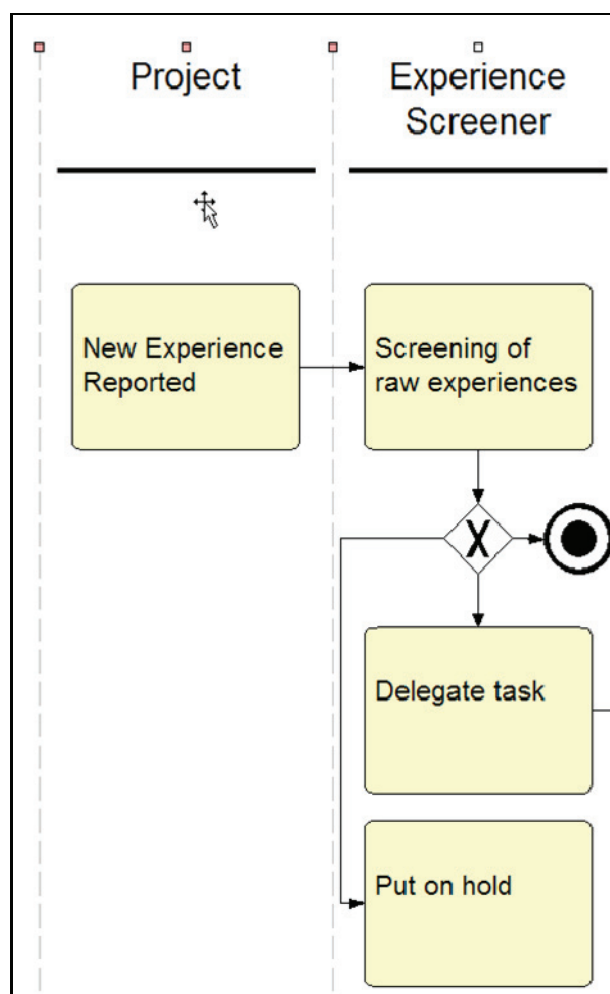 Project
Experience
Screener
New Experience
Reported
Screening of
raw experiences
X
Delegate task
Put on hold